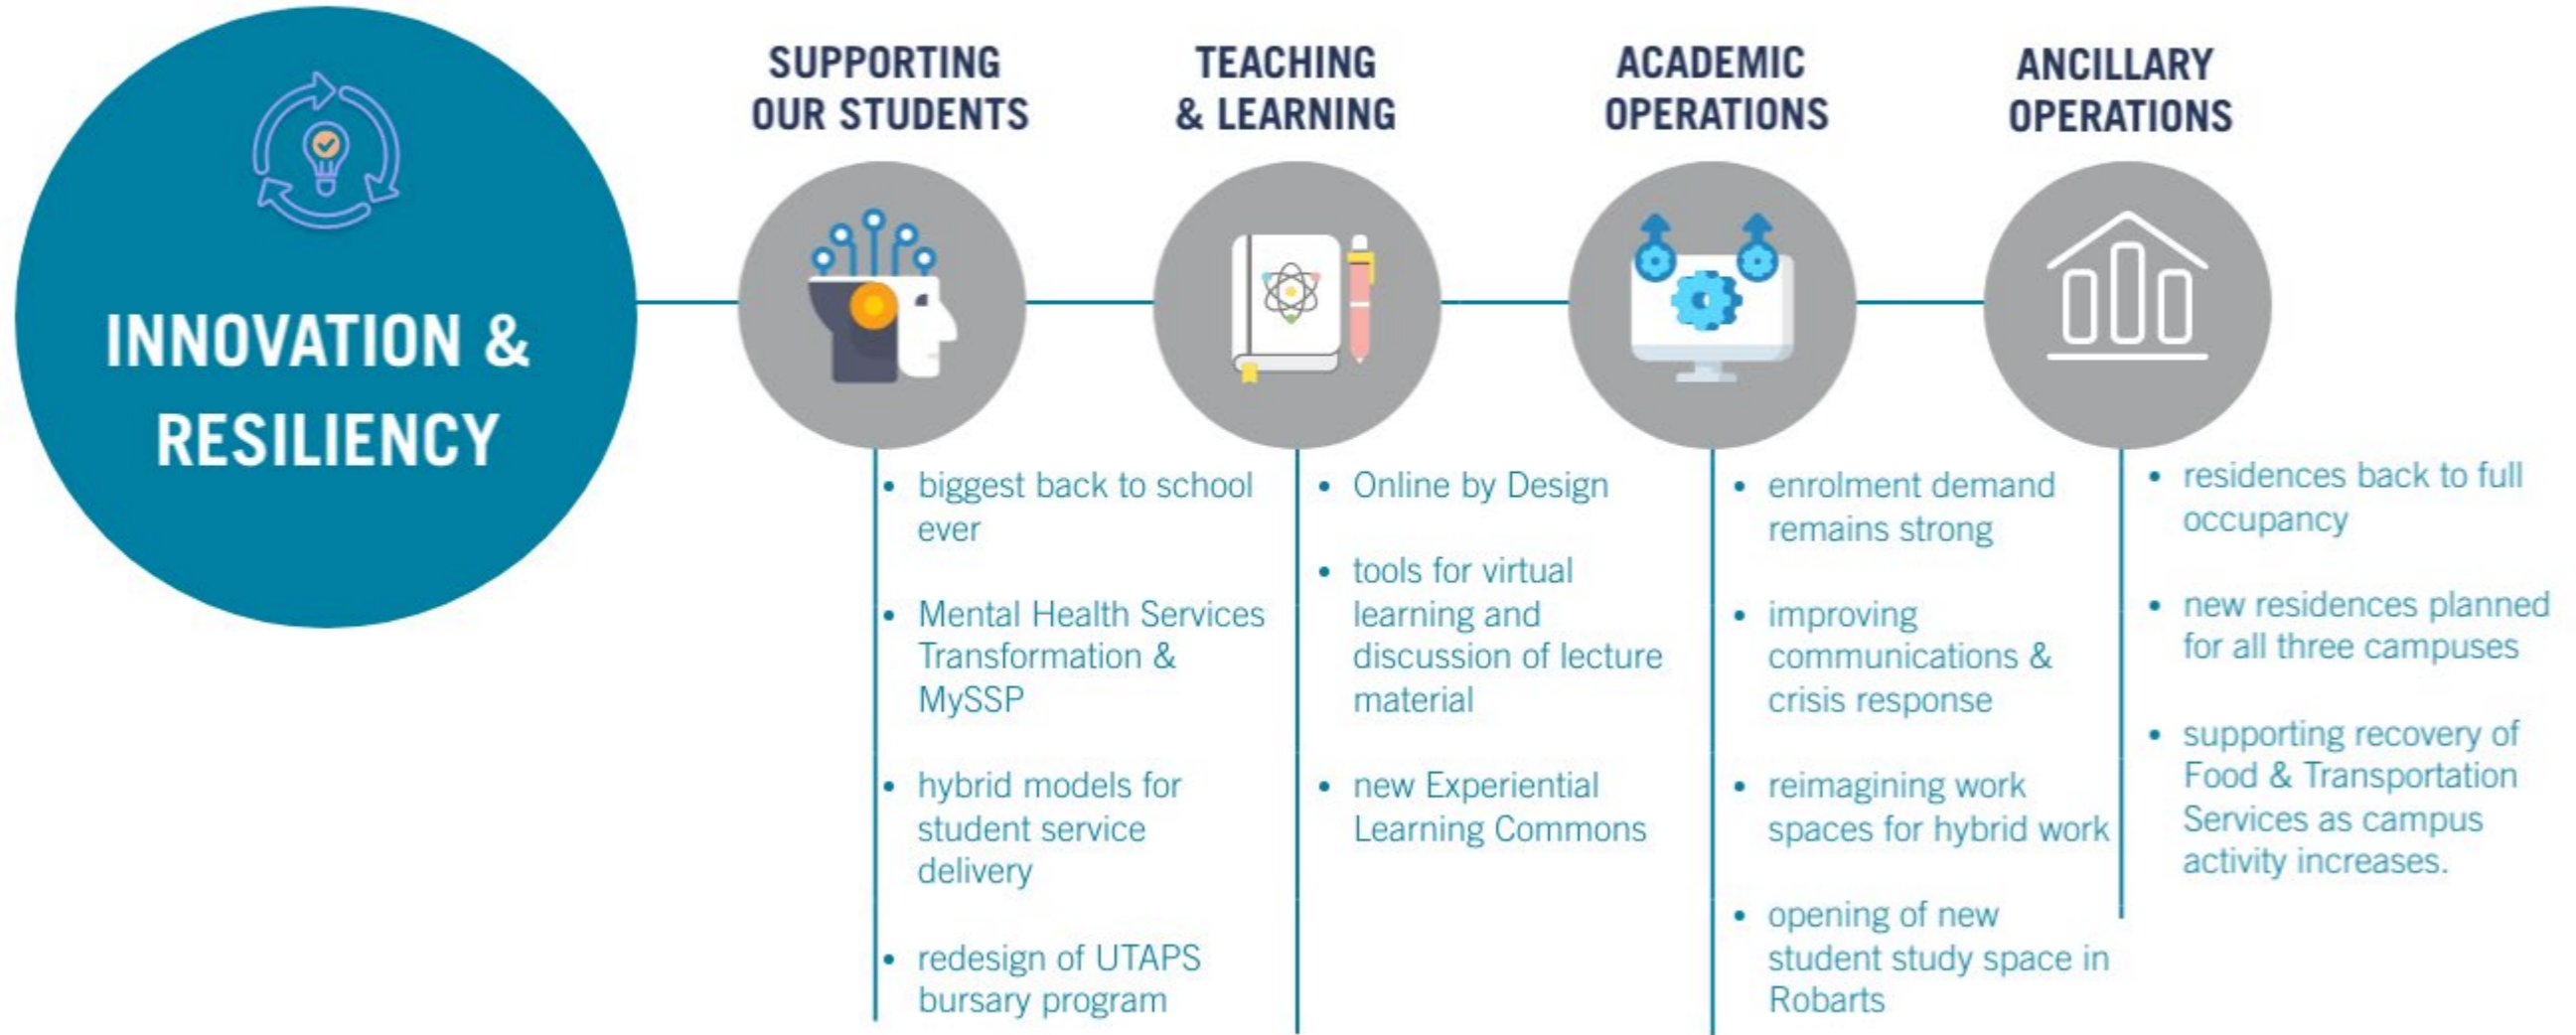 INNOVATION &
RESILIENCY
SUPPORTING
OUR STUDENTS
• biggest back to school
ever
• Mental Health Services
Transformation &
MySSP
• hybrid models for
student service
delivery
• redesign of UTAPS
bursary program
TEACHING
& LEARNING
• Online by Design
• tools for virtual
learning and
discussion of lecture
material
• new Experiential
Learning Commons
ACADEMIC
OPERATIONS
• enrolment demand
remains strong
• improving
communications &
crisis response
• reimagining work
spaces for hybrid work
• opening of new
student study space in
Robarts
ANCILLARY
OPERATIONS
• residences back to full
occupancy
• new residences planned
for all three campuses
• supporting recovery of
Food & Transportation
Services as campus
activity increases.